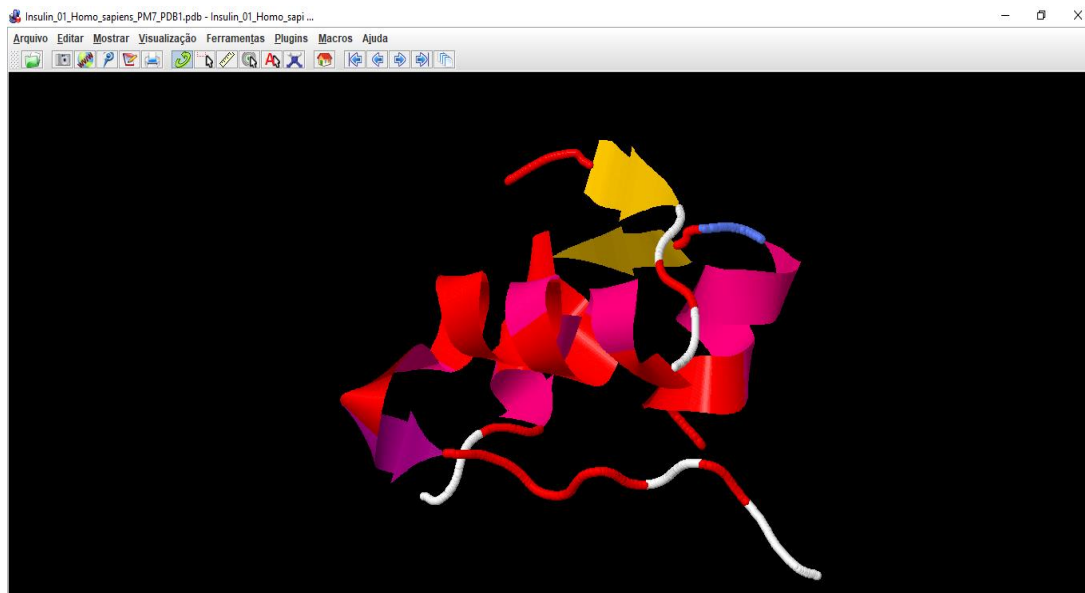 Insulin_01_Homo_sapiens_PM7_PDB1.pdb - Insulin_01_Homo_sapi ...
Arquivo Editar Mostrar Visualização Ferramentas Plugins Macros Ajuda